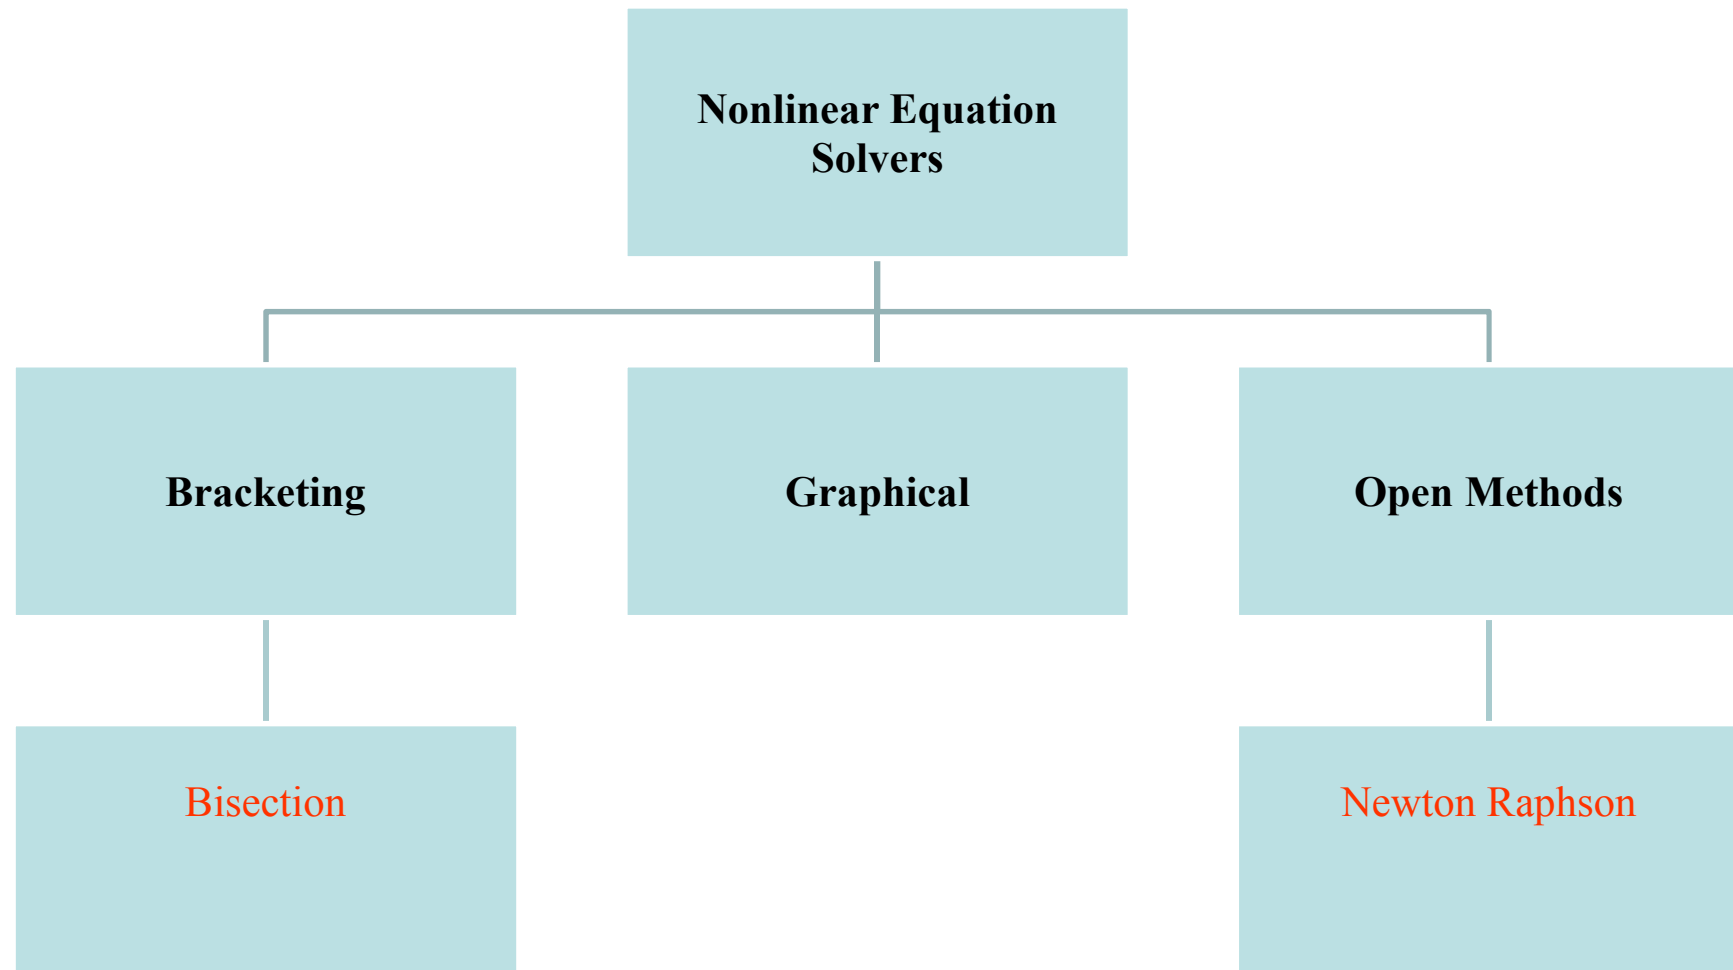 Nonlinear Equation
Solvers
Bracketing
Graphical
Open Methods
Bisection
Newton Raphson